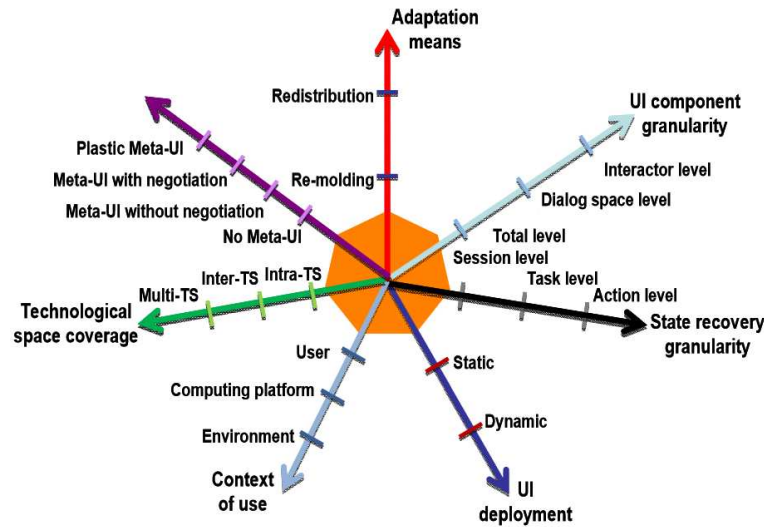 Adaptation
means
Redistribution
UI component
granularity
Plastic Meta-UI
Interactor level
Meta-UI with negotiation
Re-molding
Dialog space level
Meta-UI without negotiation
No Meta-UI
Total level
Session level
Inter-TS
Intra-TS
Task level
Multi-TS
Action level
Technological
space coverage
State recovery
granularity
User
Static
Computing platform
Dynamic
Environment
Context
of use
UI
deployment